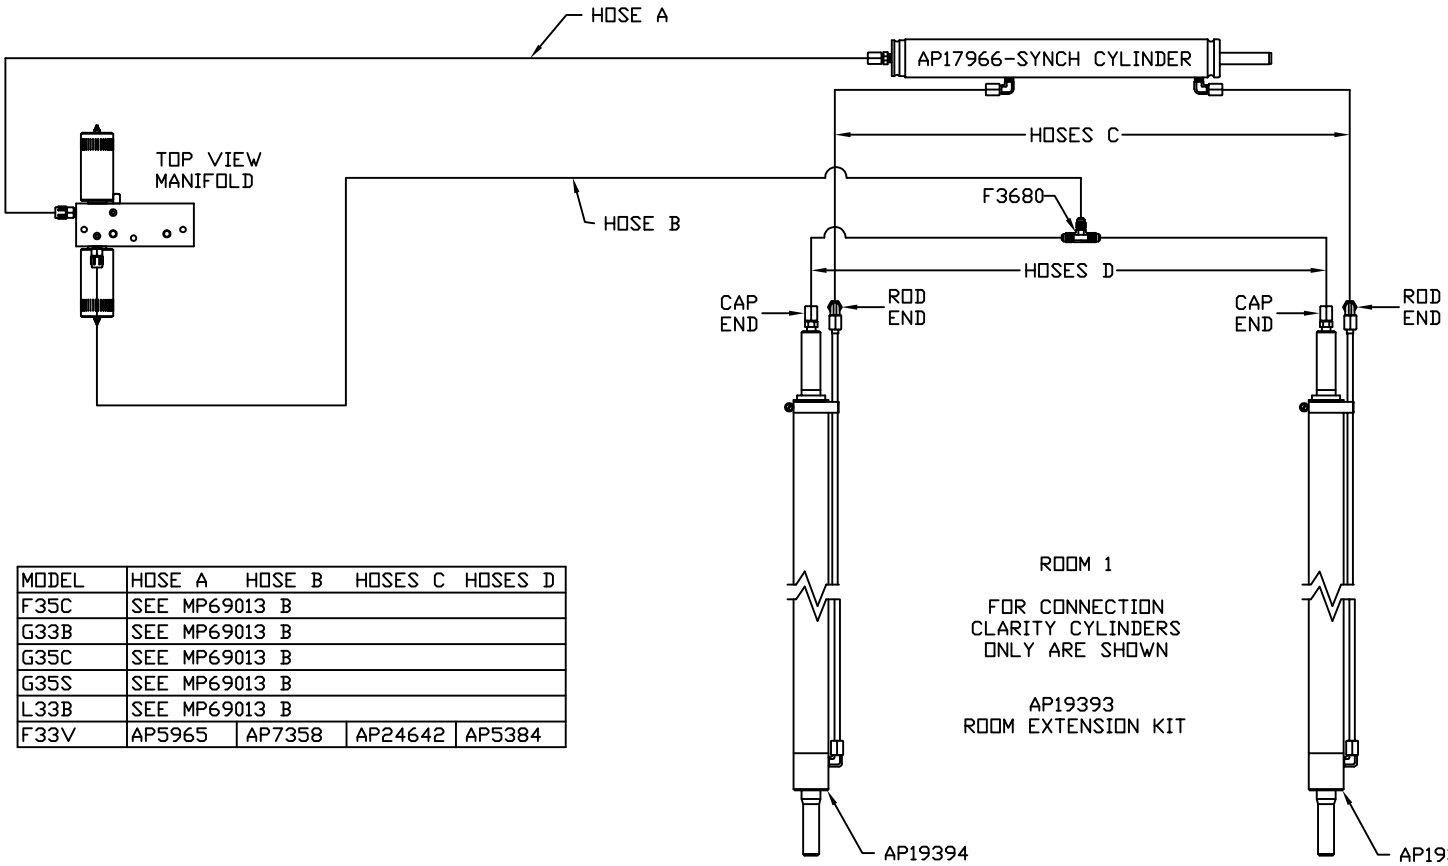 HOSE A
AP17966-SYNCH CYLINDER
HOSES C
TOP VIEW
MANIFOLD
F3680
HOSE B
HOSES D
CAP
END
ROD
END
CAP
END
ROD
END
ROOM 1
FOR CONNECTION
CLARITY CYLINDERS
ONLY ARE SHOWN
AP19393
ROOM EXTENSION KIT
MODEL HOSE A HOSE B HOSES C HOSES D
F35C SEE MP69013 B
G33B SEE MP69013 B
G35C SEE MP69013 B
G35S SEE MP69013 B
L33B SEE MP69013 B
F33V AP5965 AP7358 AP24642 AP5384
AP19394